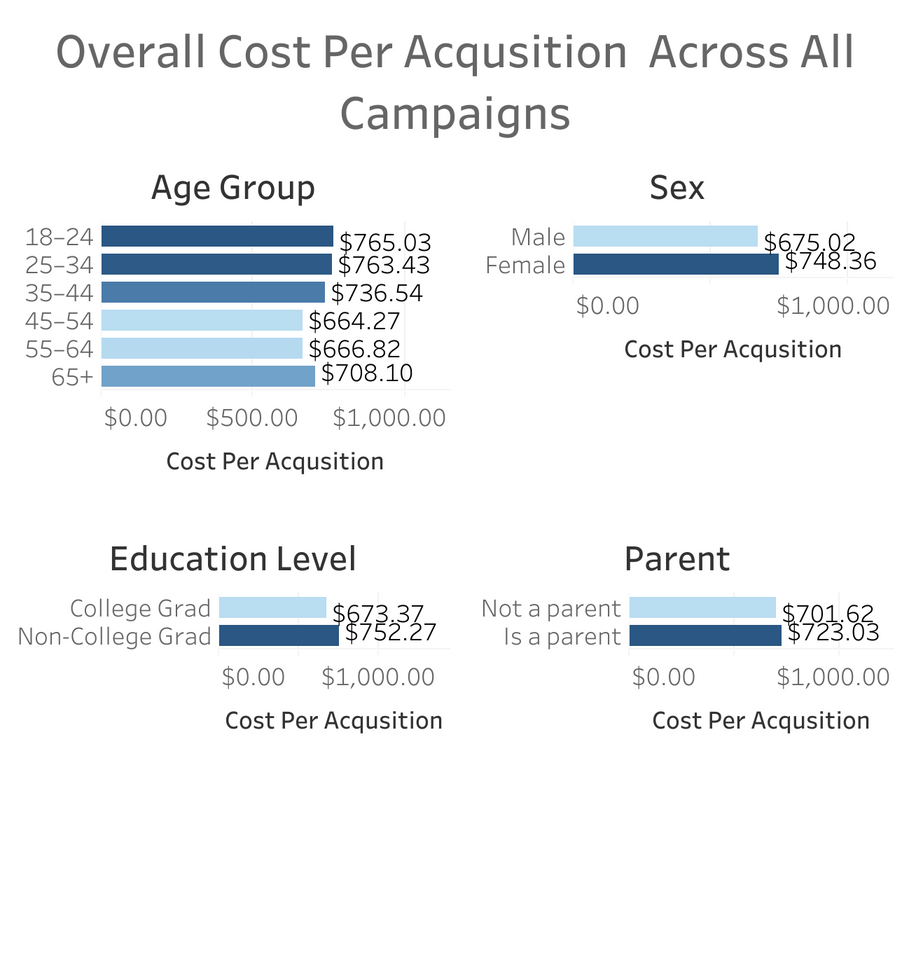 Overall Cost Per Acqusition  Across All
Campaigns
Age Group
18–24 $765.03
25–34 $763.43
35–44 $736.54
45–54 $664.27
55–64 $666.82
65+ $708.10
$0.00 $500.00 $1,000.00
Cost Per Acqusition
Sex
Male $675.02
Female $748.36
$0.00 $1,000.00
Cost Per Acqusition
Education Level
College Grad $673.37
Non-College Grad $752.27
$0.00 $1,000.00
Cost Per Acqusition
Parent
Not a parent $701.62
Is a parent $723.03
$0.00 $1,000.00
Cost Per Acqusition